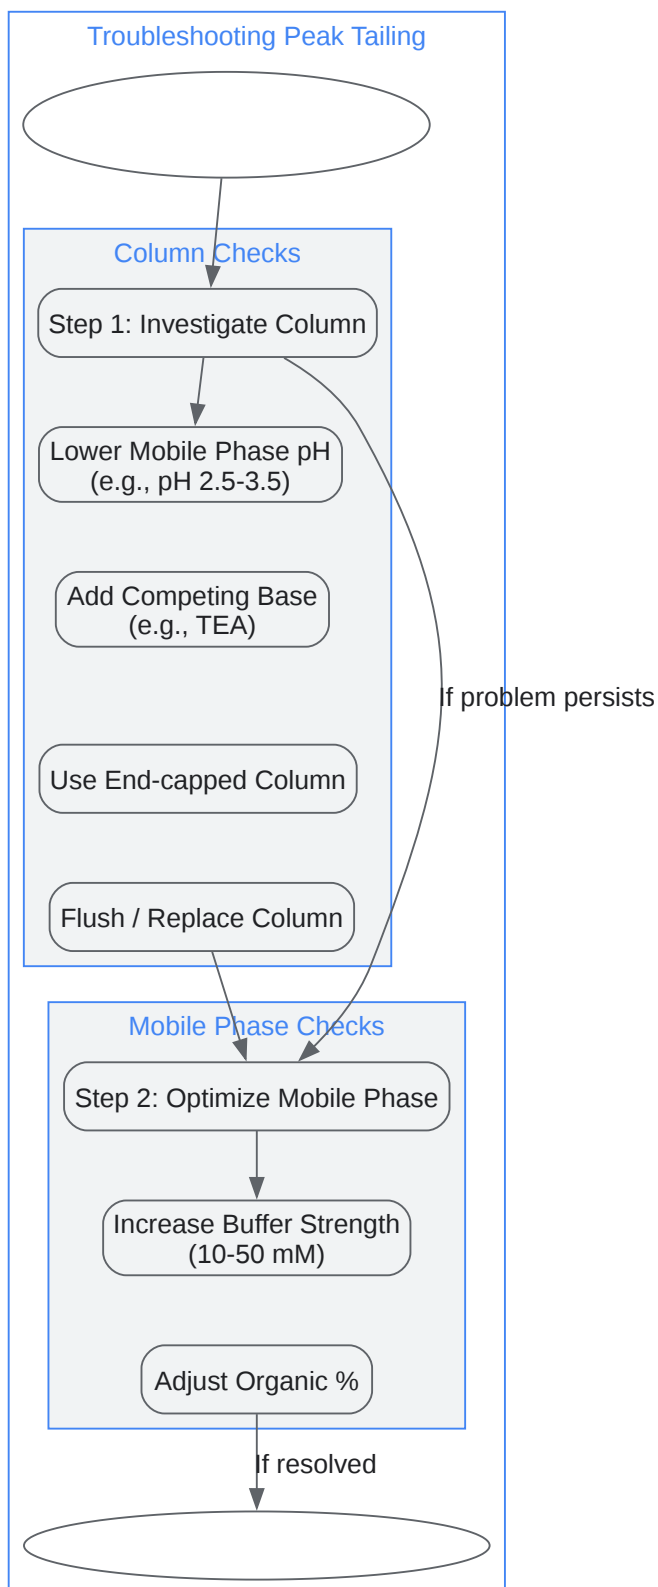 Troubleshooting Peak Tailing
Column Checks
Step 1: Investigate Column
Lower Mobile Phase pH
(e.g., pH 2.5-3.5)
Add Competing Base
(e.g., TEA)
If problem persists
Use End-capped Column
Flush / Replace Column
Mobile Phase Checks
Step 2: Optimize Mobile Phase
Increase Buffer Strength
(10-50 mM)
Adjust Organic %
If resolved